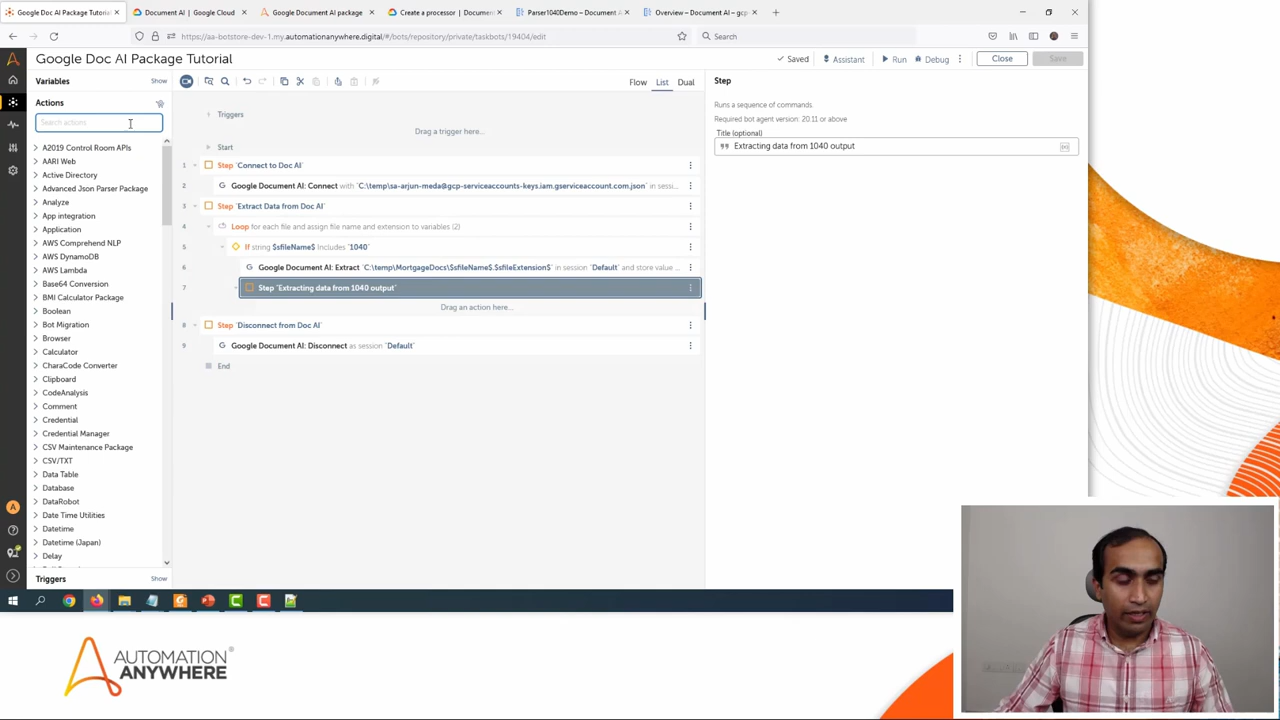 Google Doc AI Package Tutoria
Document AI | Google Cloud
Google Document AI package
Create a processor | Document
Parser1040Demo – Document A
Overview – Document AI – gcp
https://aa-botstore-dev-1.my.automationanywhere.digital/#/bots/repository/private/taskbots/19404/edit
Search
Google Doc AI Package Tutorial
Saved
Assistant
Run
Debug
Close
Save
Variables
Show
Flow
List
Dual
Step
Actions
Search actions
A2019 Control Room APIs
AARI Web
Active Directory
Advanced Json Parser Package
Analyze
App integration
Application
AWS Comprehend NLP
AWS DynamoDB
AWS Lambda
Base64 Conversion
BMI Calculator Package
Boolean
Bot Migration
Browser
Calculator
CharaCode Converter
Clipboard
CodeAnalysis
Comment
Credential
Credential Manager
CSV Maintenance Package
CSV/TXT
Data Table
Database
DataRobot
Date Time Utilities
Datetime
Datetime (Japan)
Delay
Triggers
Show
Triggers
Drag a trigger here...
Start
1 Step "Connect to Doc AI"
2 Google Document AI: Connect with "C:\temp\sa-arjun-meda@gcp-serviceaccounts-keys.iam.gserviceaccount.com.json" in sessi...
3 Step "Extract Data from Doc AI"
4 Loop for each file and assign file name and extension to variables (2)
5 If string $sfileName$ Includes "1040"
6 Google Document AI: Extract "C:\temp\MortgageDocs\$sfileName$.$sfileExtension$" in session "Default" and store value ...
7 Step "Extracting data from 1040 output"
Drag an action here...
8 Step "Disconnect from Doc AI"
9 Google Document AI: Disconnect as session "Default"
End
Runs a sequence of commands
Required bot agent version: 20.11 or above
Title (optional)
Extracting data from 1040 output
(x)
AUTOMATION
ANYWHERE®